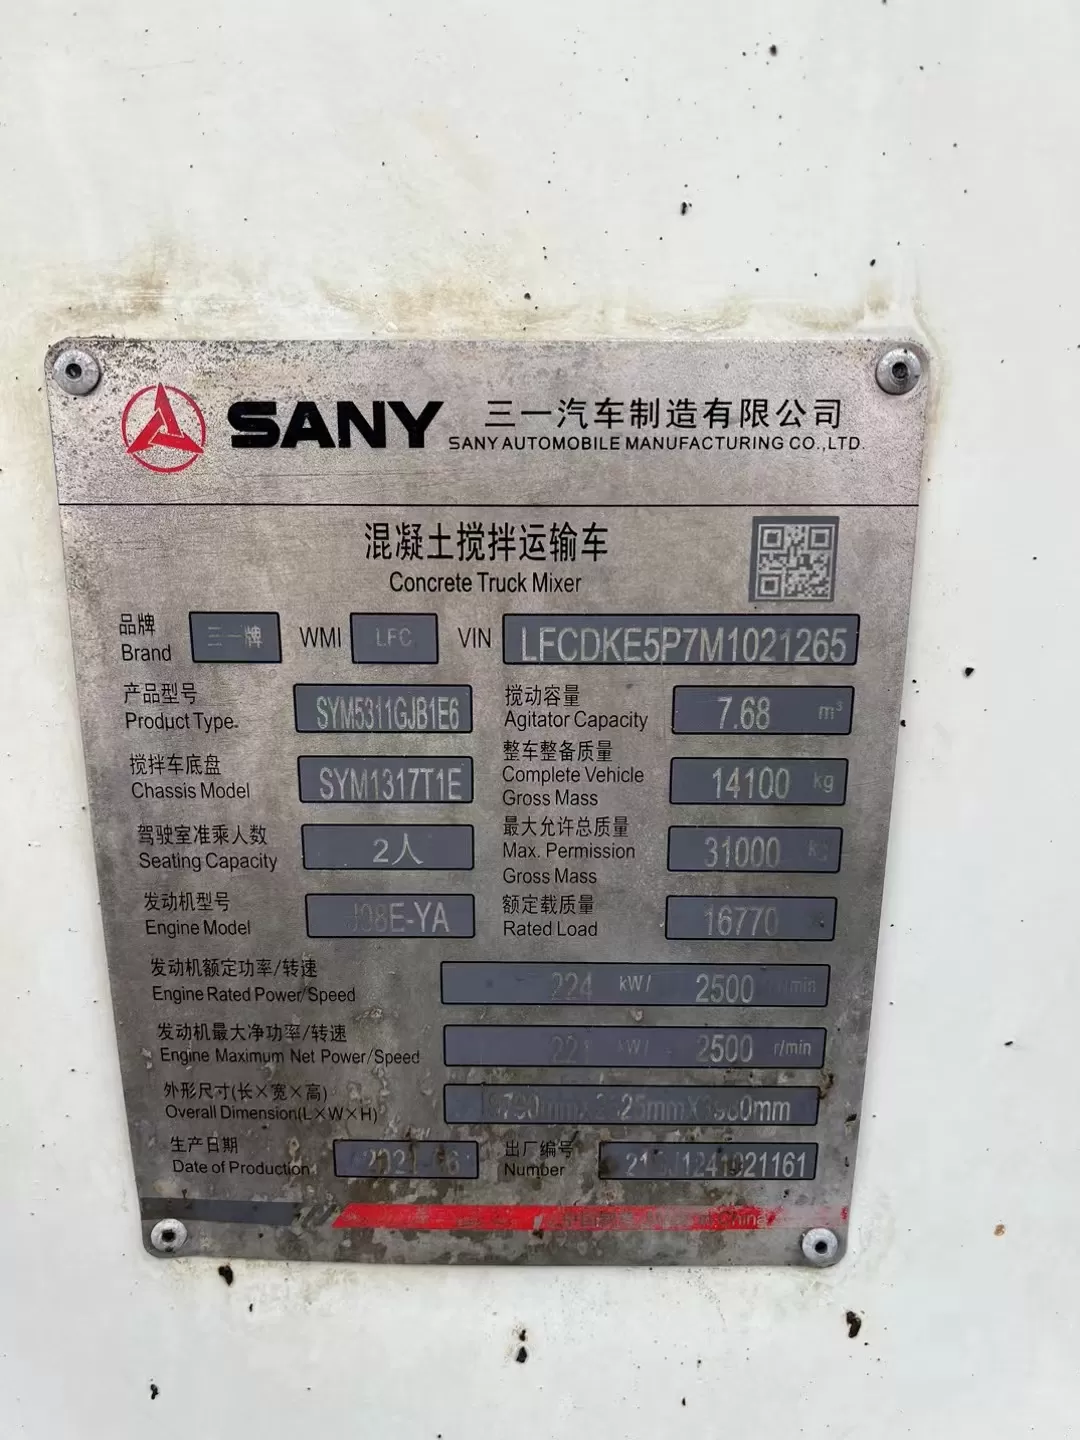 SANY 三一汽车制造有限公司
SANY AUTOMOBILE MANUFACTURING CO.,LTD.
混凝土搅拌运输车
Concrete Truck Mixer
品牌 Brand 三一牌 WMI LFC VIN LFCDKE5P7M1021265
产品型号 Product Type. SYM5311GJB1E6
搅动容量 Agitator Capacity 7.68 m³
搅拌车底盘 Chassis Model SYM1317T1E
整车整备质量 Complete Vehicle Gross Mass 14100 kg
驾驶室准乘人数 Seating Capacity 2人
最大允许总质量 Max. Permission Gross Mass 31000 kg
发动机型号 Engine Model J08E-YA
额定载质量 Rated Load 16770
发动机额定功率/转速 Engine Rated Power/Speed 224 kW/ 2500 r/min
发动机最大净功率/转速 Engine Maximum Net Power/Speed 221 kW/ 2500 r/min
外形尺寸(长×宽×高) Overall Dimension(L×W×H)
生产日期 Date of Production
出厂编号 Number